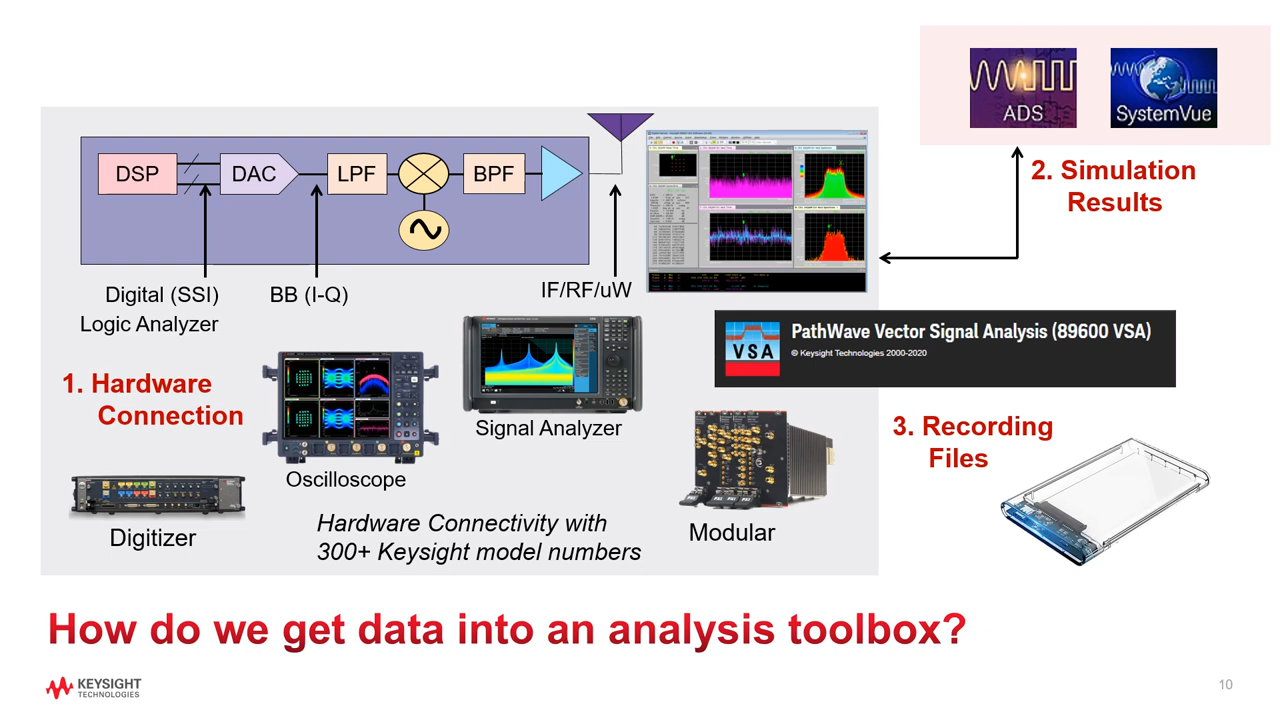 ADS
SystemVue
2. Simulation
Results
DSP
DAC
LPF
BPF
Digital (SSI)
Logic Analyzer
BB (I-Q)
IF/RF/uW
VSA
PathWave Vector Signal Analysis (89600 VSA)
© Keysight Technologies 2000-2020
1. Hardware
Connection
Oscilloscope
Signal Analyzer
Digitizer
Hardware Connectivity with
300+ Keysight model numbers
Modular
3. Recording
Files
How do we get data into an analysis toolbox?
KEYSIGHT
TECHNOLOGIES
10